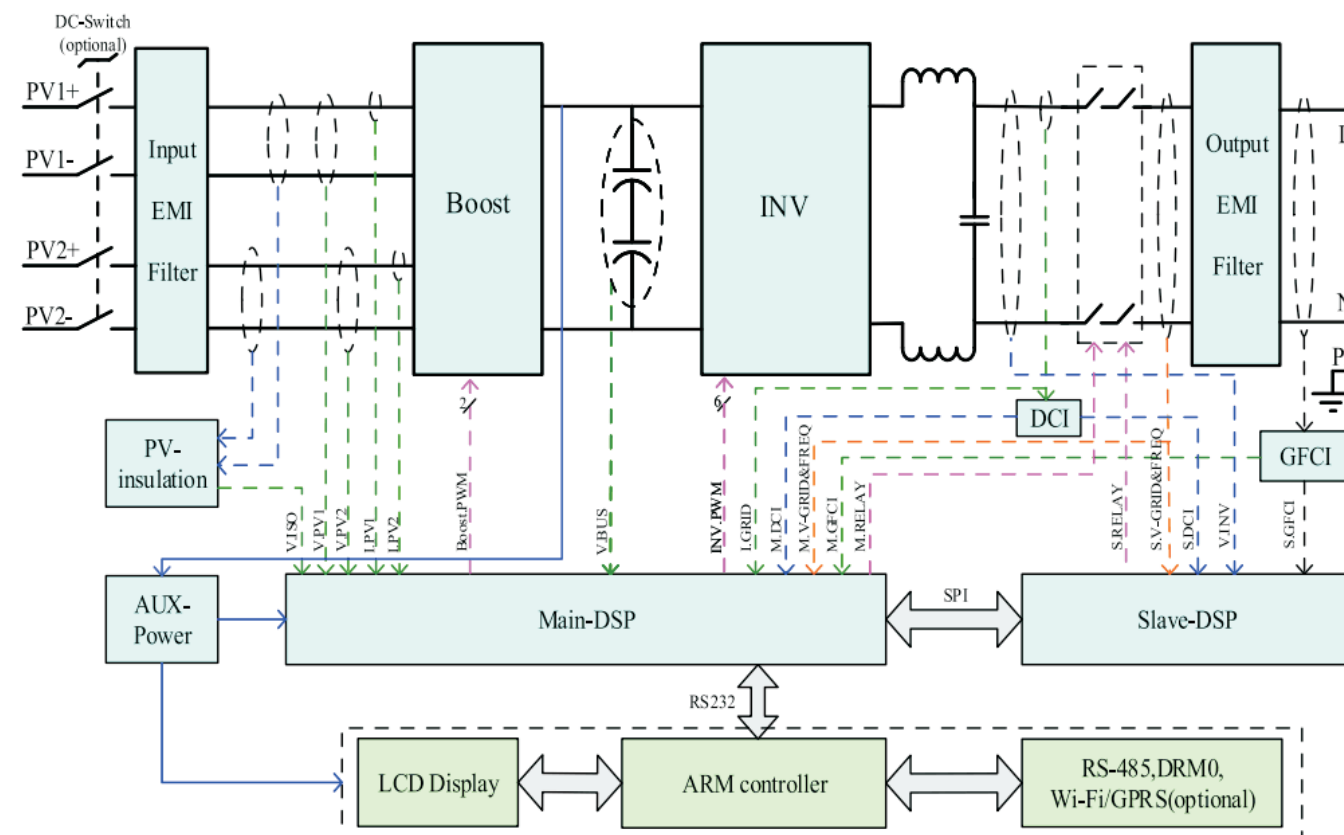 DC-Switch
(optional)
PV1+
PV1-
PV2+
PV2-
Input
EMI
Filter
Boost
INV
Output
EMI
Filter
N
P
2
6
DCI
GFCI
PV-
insulation
V.ISO
V.PV1
V.PV2
I.PV1
I.PV2
Boost.PWM
V.BUS
INV.PWM
I.GRID
M.DCI
M.V-GRID&FREQ
M.GFCI
M.RELAY
S.RELAY
S.V-GRID&FREQ
S.DCI
V.INV
S.GFCI
AUX-
Power
Main-DSP
SPI
Slave-DSP
RS232
LCD Display
ARM controller
RS-485,DRM0,
Wi-Fi/GPRS(optional)